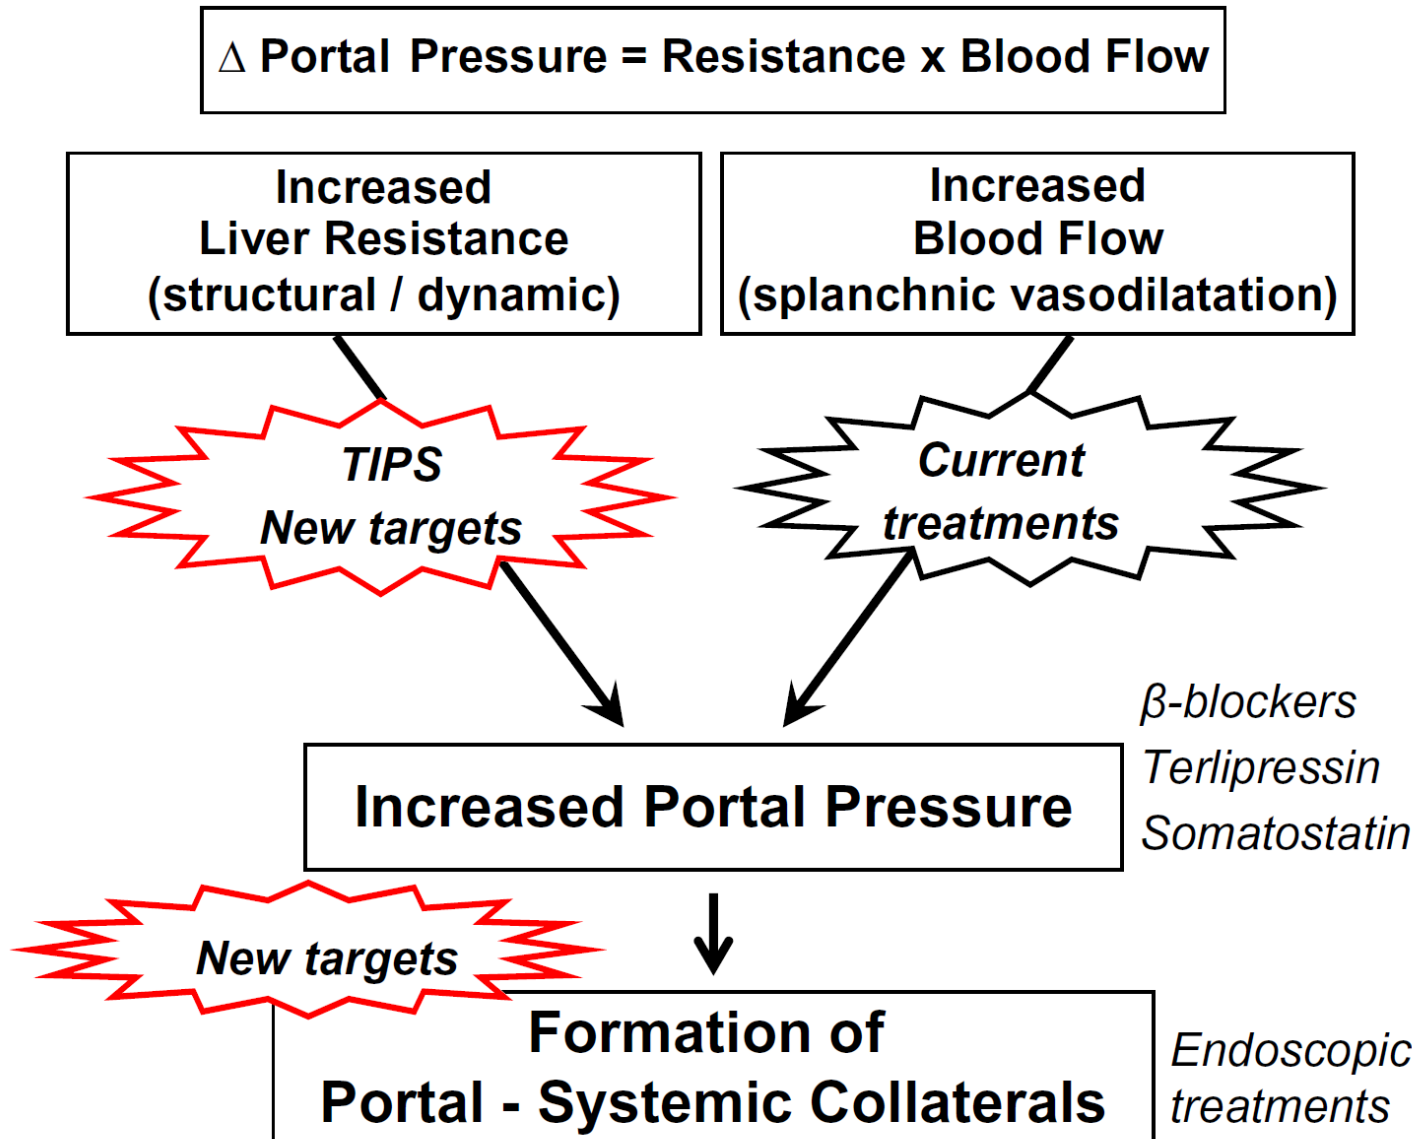 Δ Portal Pressure = Resistance x Blood Flow
Increased
Liver Resistance
(structural / dynamic)
Increased
Blood Flow
(splanchnic vasodilatation)
TIPS
New targets
Current
treatments
β-blockers
Terlipressin
Somatostatin
Increased Portal Pressure
New targets
Formation of
Portal - Systemic Collaterals
Endoscopic
treatments